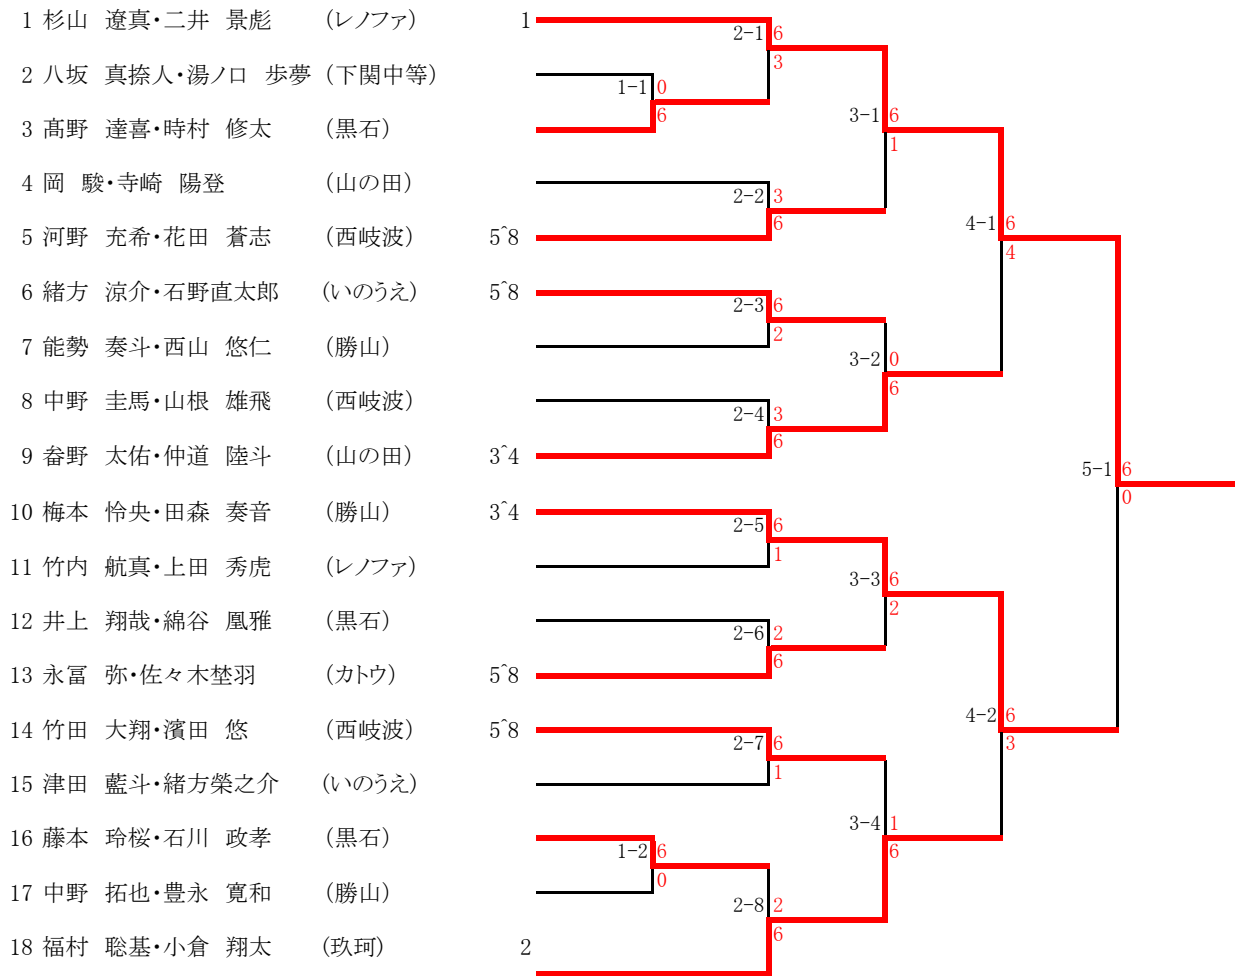 1 杉山 遼真・二井 景彪 (レノファ) 1
2-1 6
3
2 八坂 真捺人・湯ノ口 歩夢 (下関中等)
1-1 0
6
3 髙野 達喜・時村 修太 (黒石)
3-1 6
1
4 岡 駿・寺崎 陽登 (山の田)
2-2 3
6
5 河野 充希・花田 蒼志 (西岐波) 5^8
4-1 6
4
6 緒方 涼介・石野直太郎 (いのうえ) 5^8
2-3 6
2
7 能勢 奏斗・西山 悠仁 (勝山)
3-2 0
6
8 中野 圭馬・山根 雄飛 (西岐波)
2-4 3
6
9 畚野 太佑・仲道 陸斗 (山の田) 3^4
5-1 6
0
10 梅本 怜央・田森 奏音 (勝山) 3^4
2-5 6
1
11 竹内 航真・上田 秀虎 (レノファ)
3-3 6
2
12 井上 翔哉・綿谷 凰雅 (黒石)
2-6 2
6
13 永冨 弥・佐々木埜羽 (カトウ) 5^8
4-2 6
3
14 竹田 大翔・濱田 悠 (西岐波) 5^8
2-7 6
1
15 津田 藍斗・緒方榮之介 (いのうえ)
3-4 1
6
16 藤本 玲桜・石川 政孝 (黒石)
1-2 6
0
17 中野 拓也・豊永 寛和 (勝山)
2-8 2
6
18 福村 聡基・小倉 翔太 (玖珂) 2